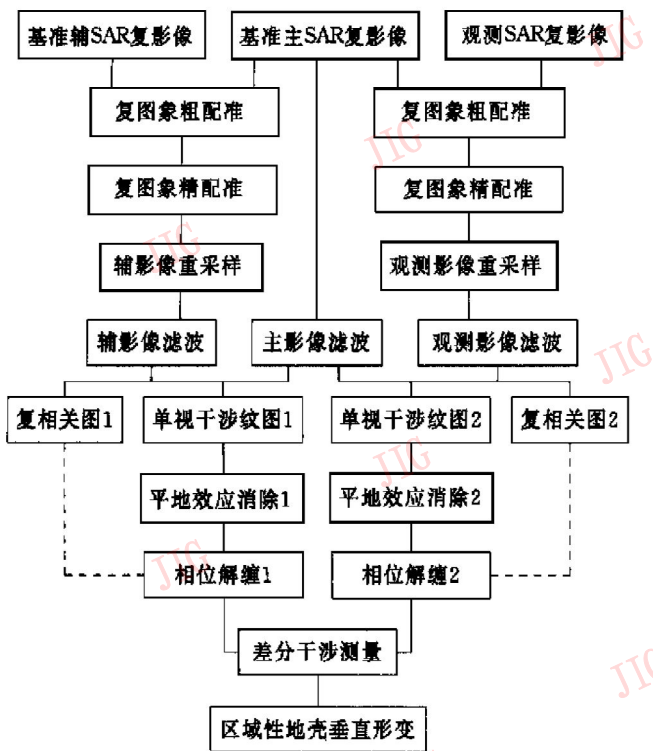 基准辅SAR复影像
基准主SAR复影像
观测SAR复影像
JIG
复图象粗配准
复图象粗配准
JIG
复图象精配准
复图象精配准
JIG
辅影像重采样
观测影像重采样
辅影像滤波
主影像滤波
观测影像滤波
JIG
复相关图1
单视干涉纹图1
单视干涉纹图2
复相关图2
JIG
平地效应消除1
平地效应消除2
JIG
相位解缠1
相位解缠2
差分干涉测量
JIG
区域性地壳垂直形变